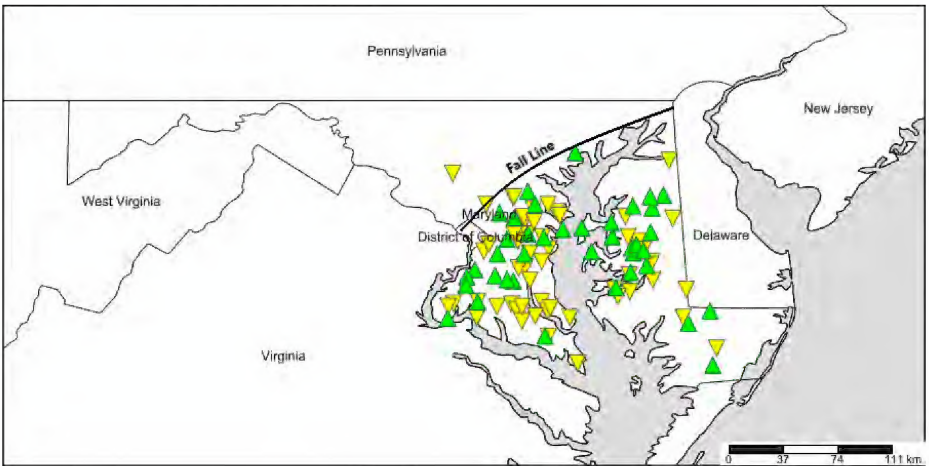 Pennsylvania
New Jersey
Fall Line
West Virginia
Maryland
District of Columbia
Delaware
Virginia
0 37 74 111 km